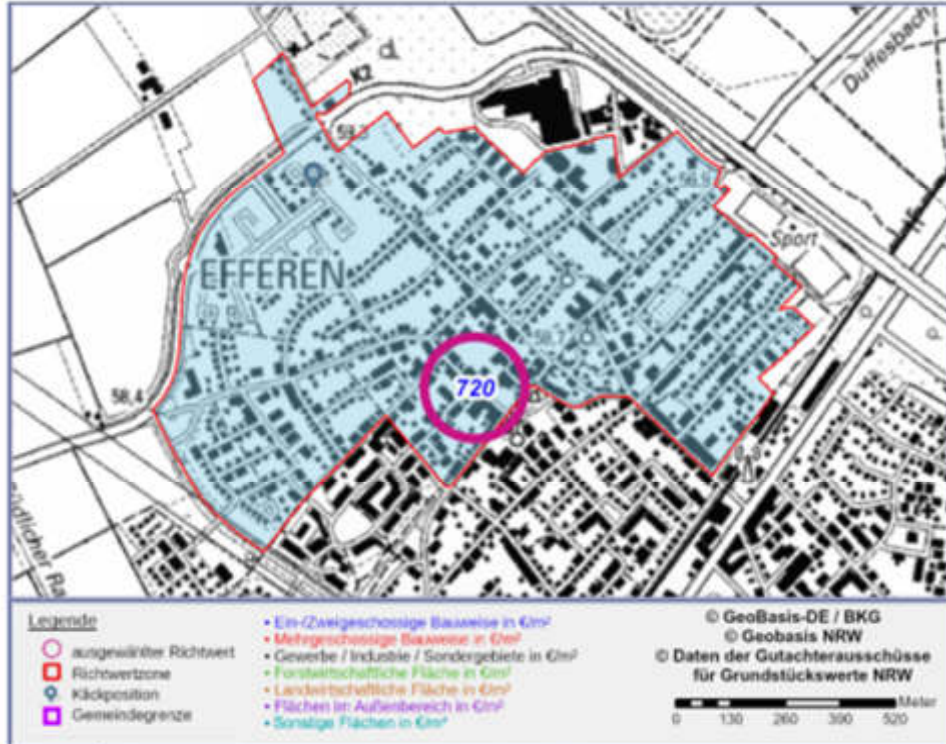 K2
59,3
Duffesbach
Sport
EFFEREN
58,7
720
58,4
Legende
ausgewählter Richtwert
Richtwertzone
Klickposition
Gemeindegrenze
• Ein-/Zweigeschossige Bauweise in €/m²
• Mehrgeschossige Bauweise in €/m²
• Gewerbe / Industrie / Sondergebiete in €/m²
• Forstwirtschaftliche Fläche in €/m²
• Landwirtschaftliche Fläche in €/m²
• Flächen im Außenbereich in €/m²
• Sonstige Flächen in €/m²
© GeoBasis-DE / BKG
© Geobasis NRW
© Daten der Gutachterausschüsse
für Grundstückswerte NRW
Meter
0 130 260 390 520